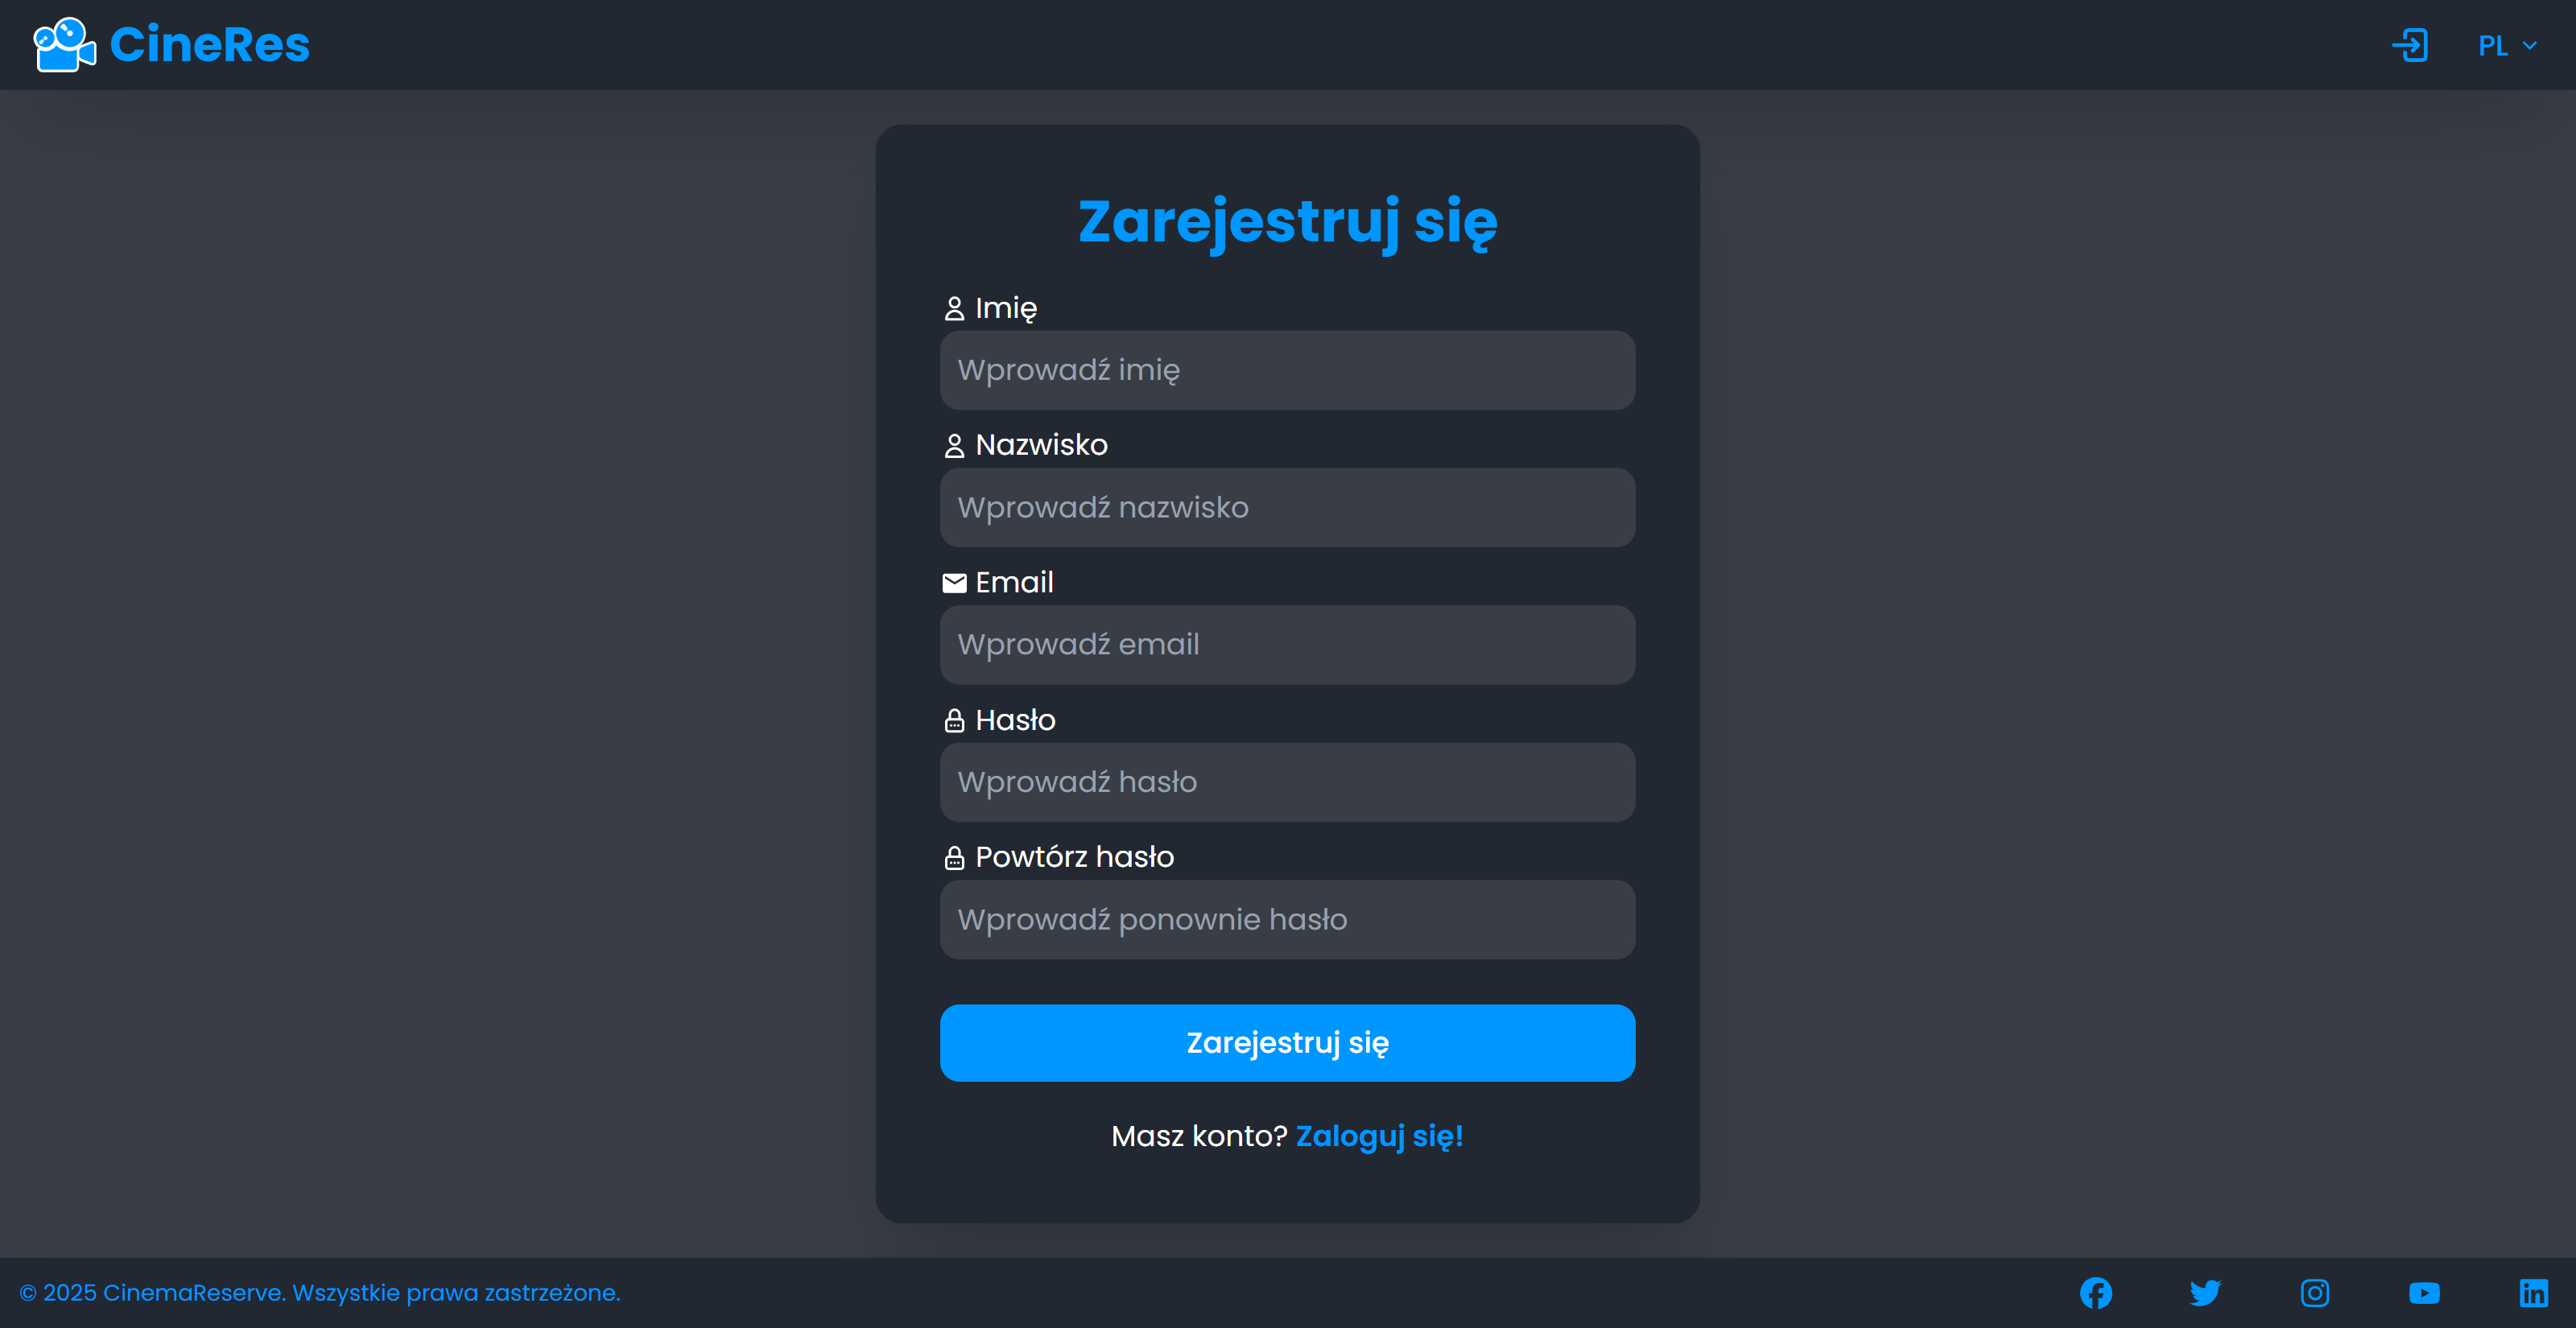 CineRes
PL
Zarejestruj się
Imię
Wprowadź imię
Nazwisko
Wprowadź nazwisko
Email
Wprowadź email
Hasło
Wprowadź hasło
Powtórz hasło
Wprowadź ponownie hasło
Zarejestruj się
Masz konto? Zaloguj się!
© 2025 CinemaReserve. Wszystkie prawa zastrzeżone.